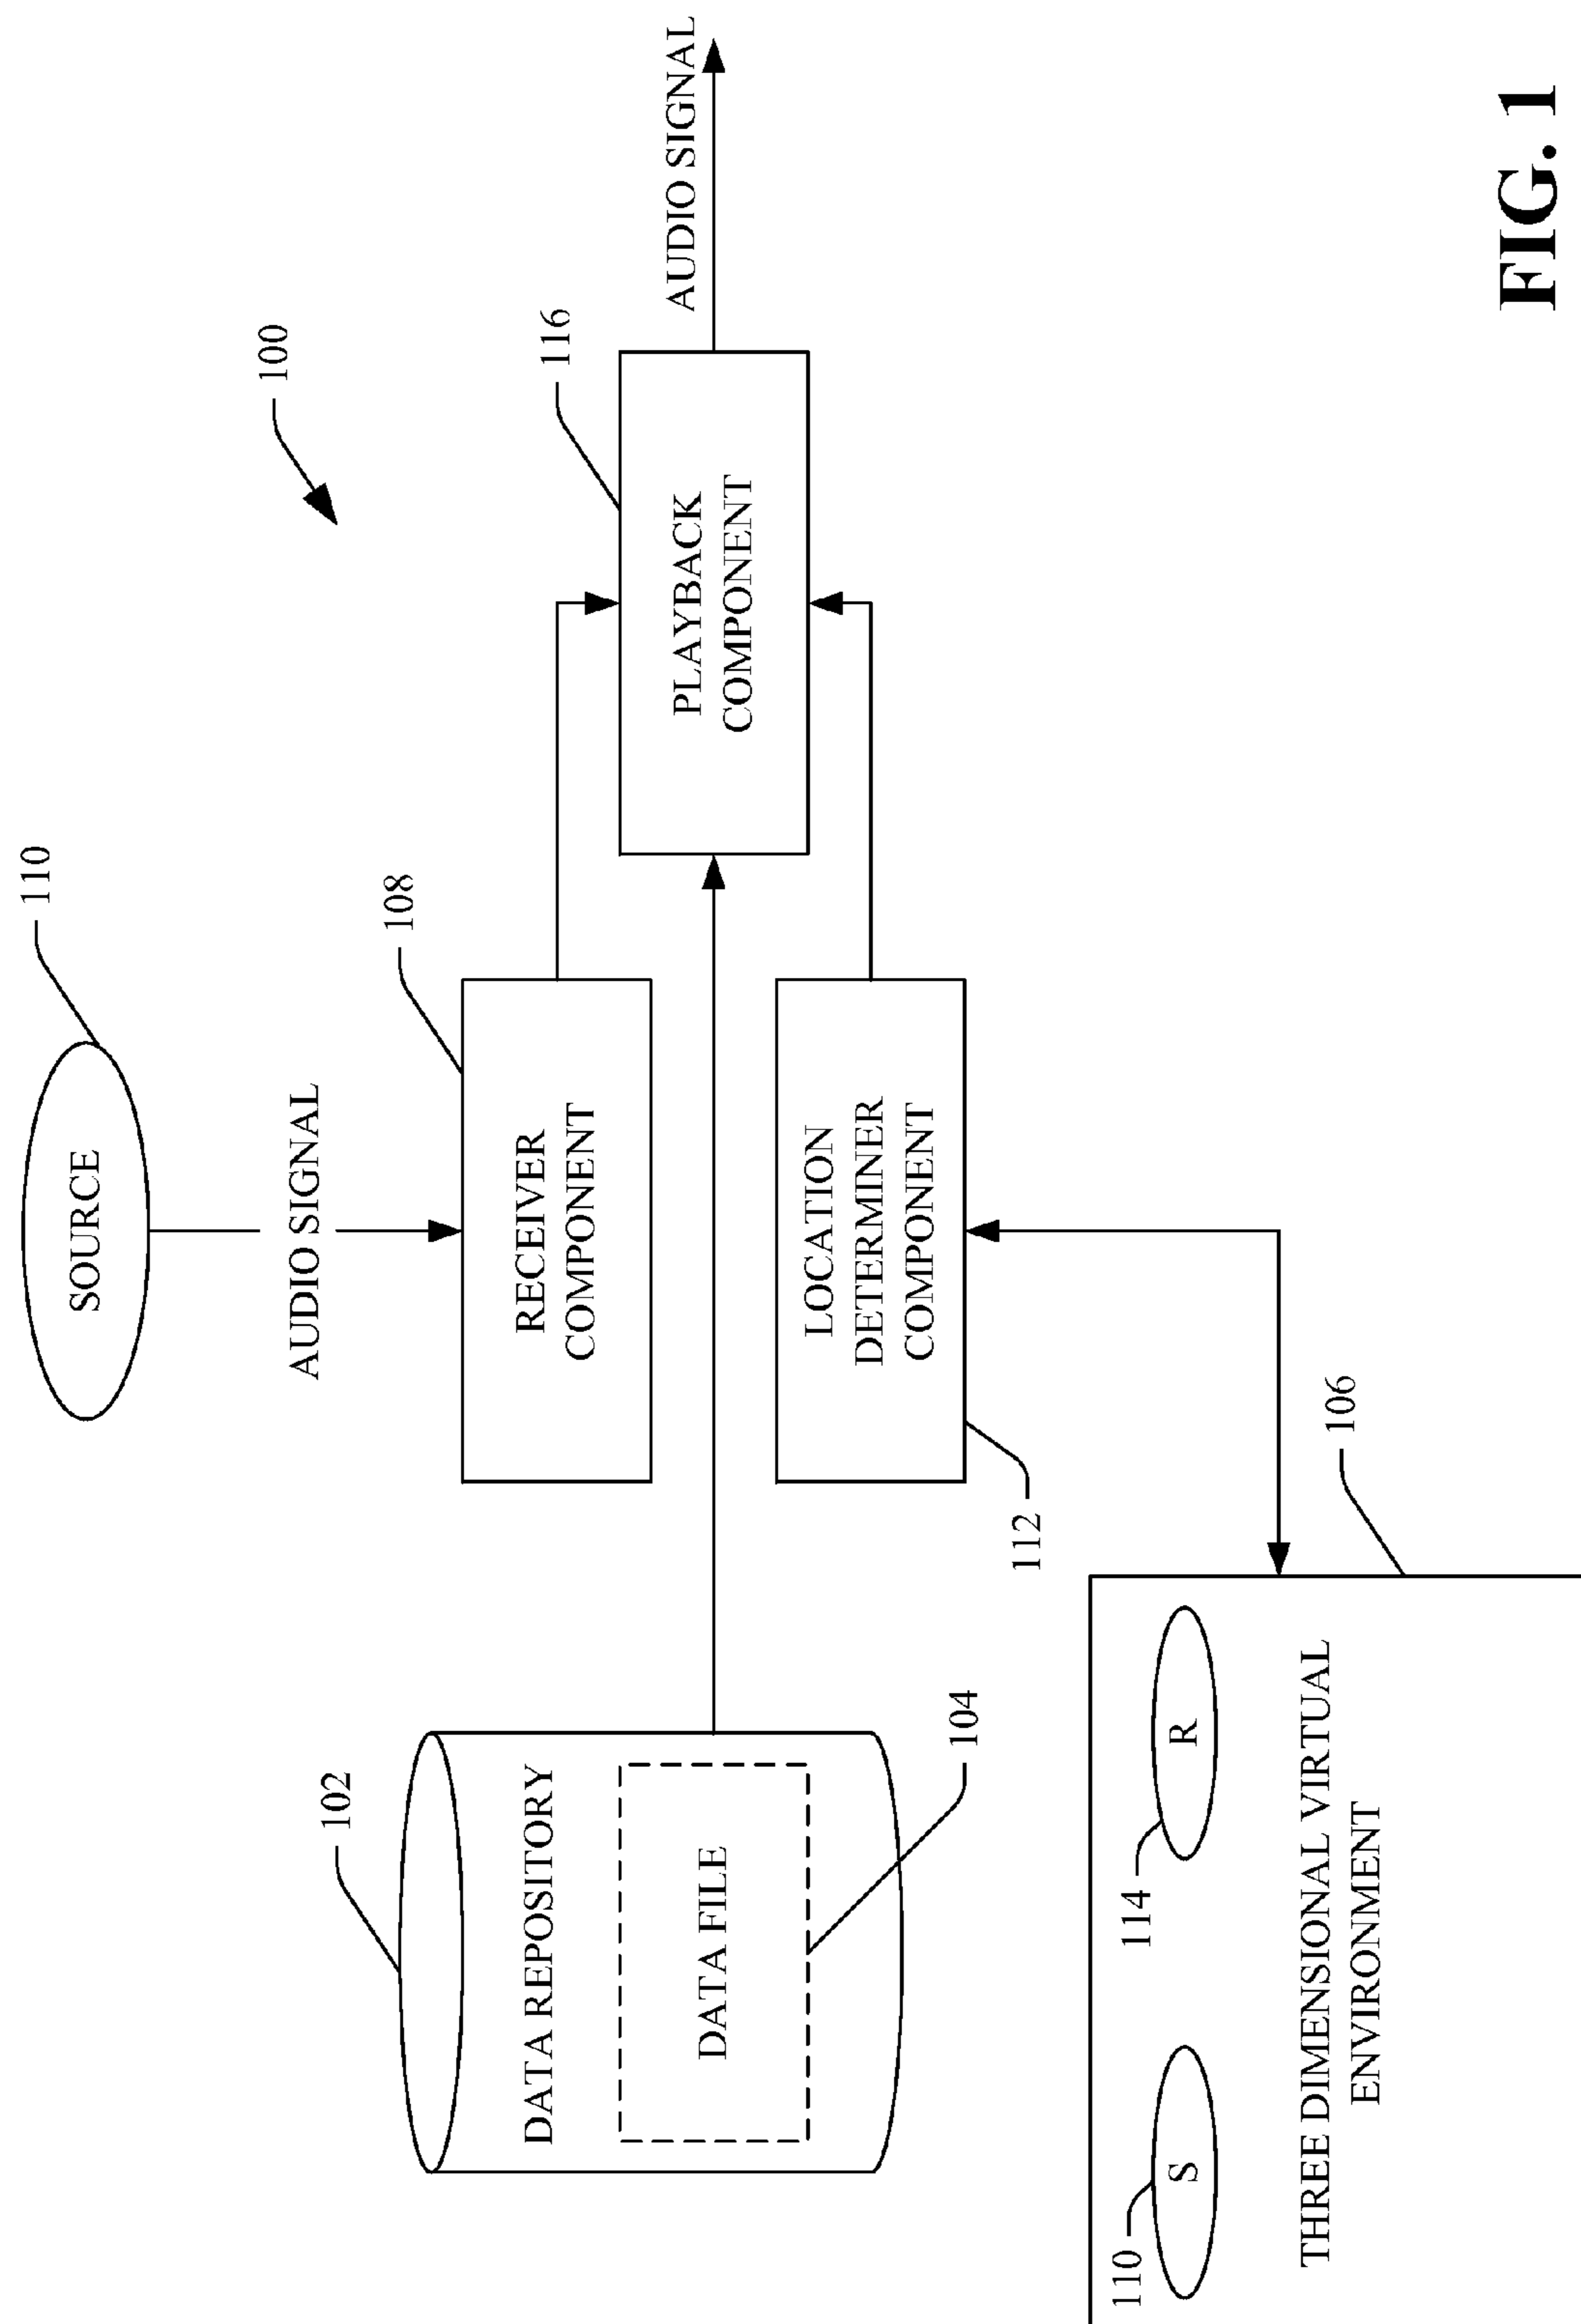 100
110
SOURCE
AUDIO SIGNAL
102
DATA REPOSITORY
DATA FILE
104
108
RECEIVER
COMPONENT
116
PLAYBACK
COMPONENT
AUDIO SIGNAL
LOCATION
DETERMINER
COMPONENT
112
110
S
114
R
106
THREE DIMENSIONAL VIRTUAL
ENVIRONMENT
FIG. 1